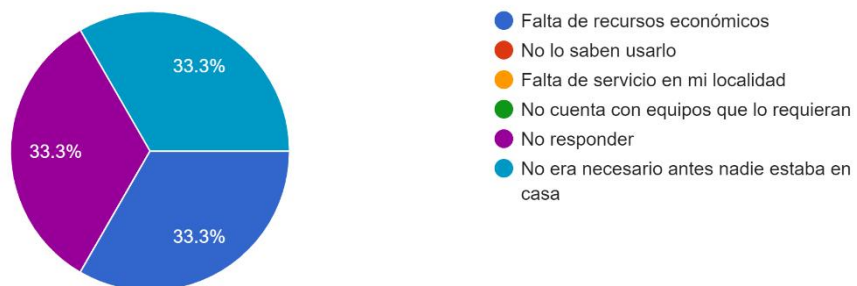 33.3%
33.3%
33.3%
Falta de recursos económicos
No lo saben usarlo
Falta de servicio en mi localidad
No cuenta con equipos que lo requieran
No responder
No era necesario antes nadie estaba en
casa